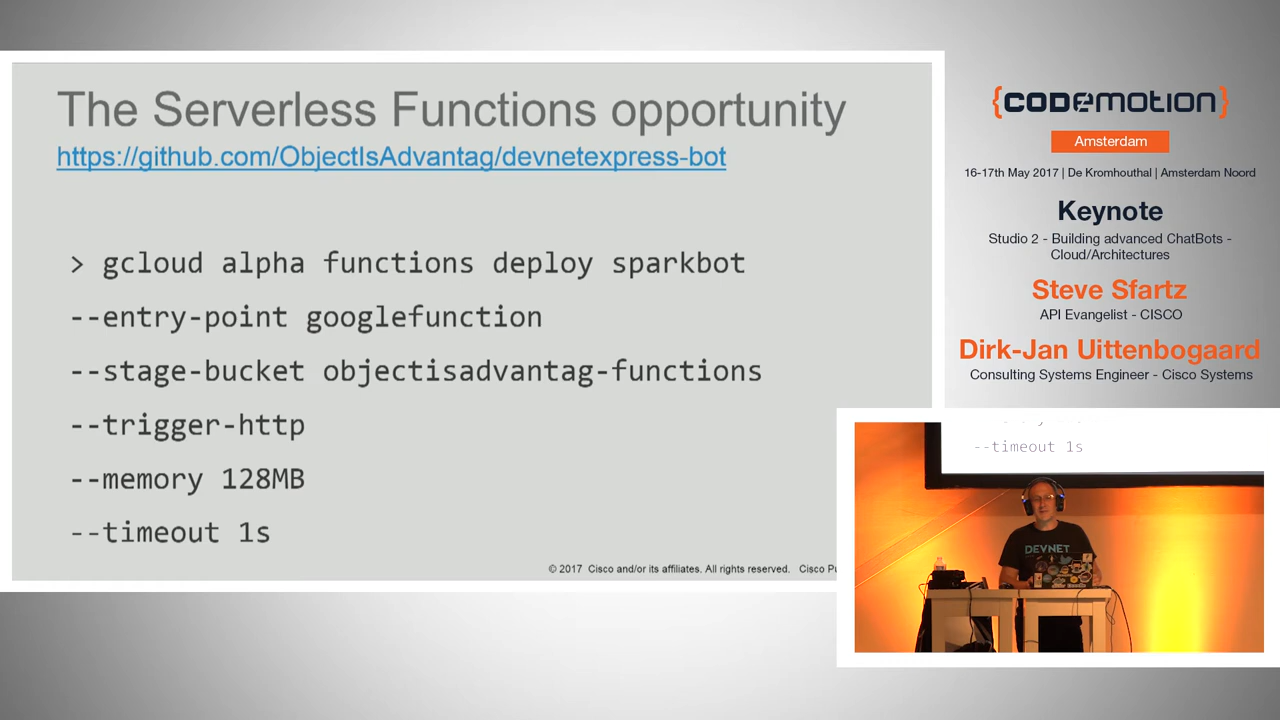 The Serverless Functions opportunity
https://github.com/ObjectIsAdvantag/devnetexpress-bot
> gcloud alpha functions deploy sparkbot
--entry-point googlefunction
--stage-bucket objectisadvantag-functions
--trigger-http
--memory 128MB
--timeout 1s
© 2017 Cisco and/or its affiliates. All rights reserved. Cisco Pu
{CODEMOTION}
Amsterdam
16-17th May 2017 | De Kromhouthal | Amsterdam Noord
Keynote
Studio 2 - Building advanced ChatBots -
Cloud/Architectures
Steve Sfartz
API Evangelist - CISCO
Dirk-Jan Uittenbogaard
Consulting Systems Engineer - Cisco Systems
--timeout 1s
DEVNET